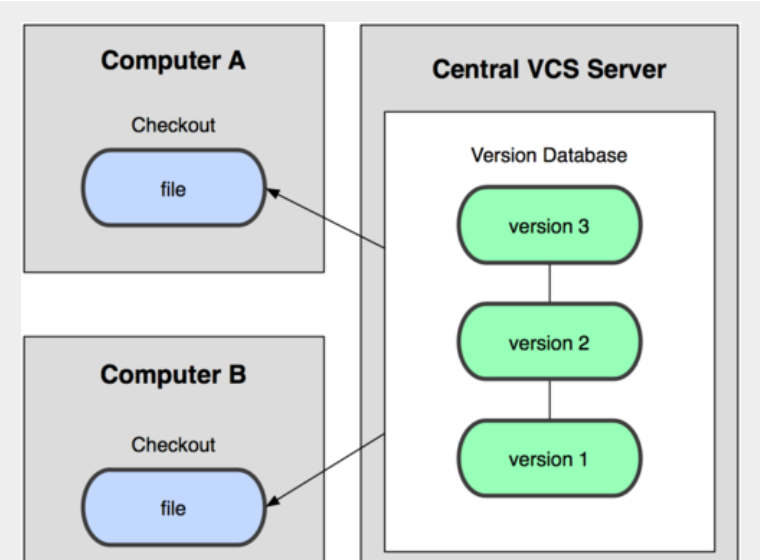 Computer A
Checkout
file
Central VCS Server
Version Database
version 3
version 2
version 1
Computer B
Checkout
file